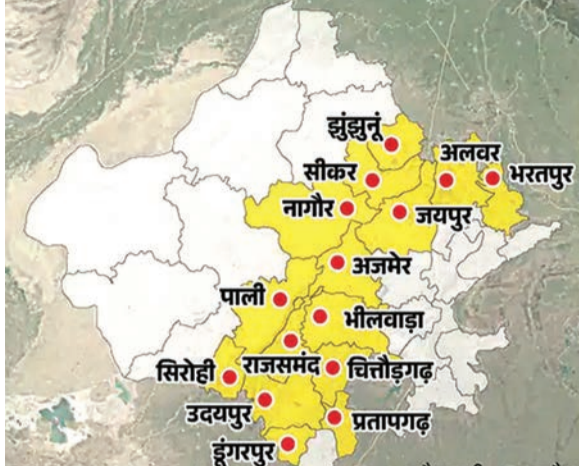 झुंझुनूं
अलवर
सीकर
भरतपुर
नागौर
जयपुर
अजमेर
पाली
भीलवाड़ा
राजसमंद
चित्तौड़गढ़
सिरोही
उदयपुर
प्रतापगढ़
डूंगरपुर